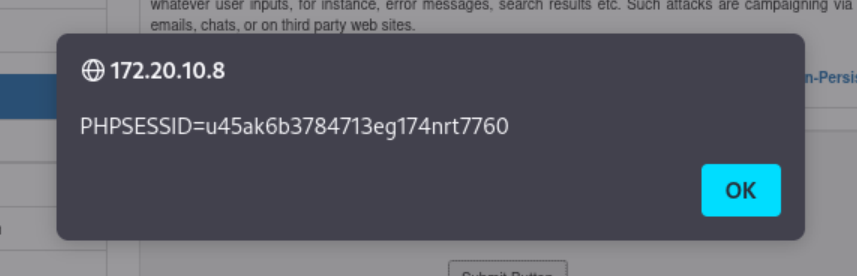 whatever user inputs, for instance, error messages, search results etc. Such attacks are campaigning via
emails, chats, or on third party web sites.
172.20.10.8
n-Persis
PHPSESSID=u45ak6b3784713eg174nrt7760
OK
Submit Button